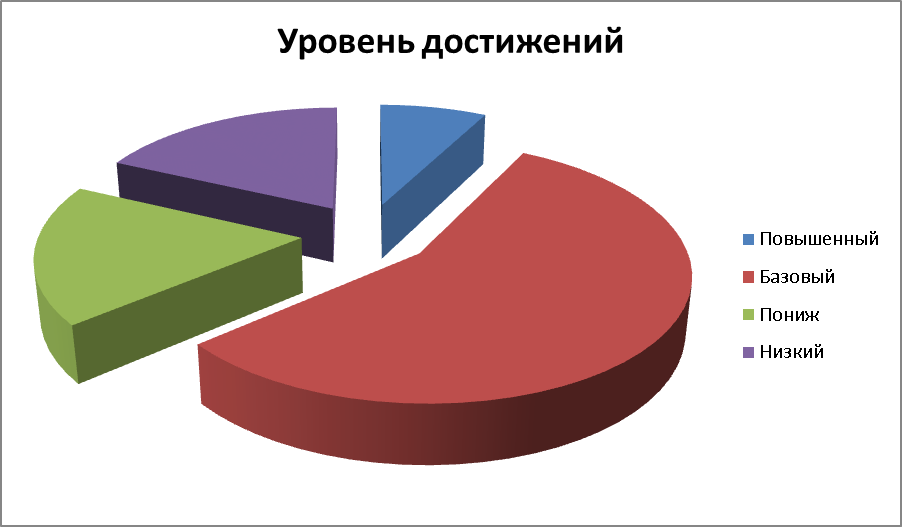 Уровень достижений
Повышенный
Базовый
Пониж
Низкий